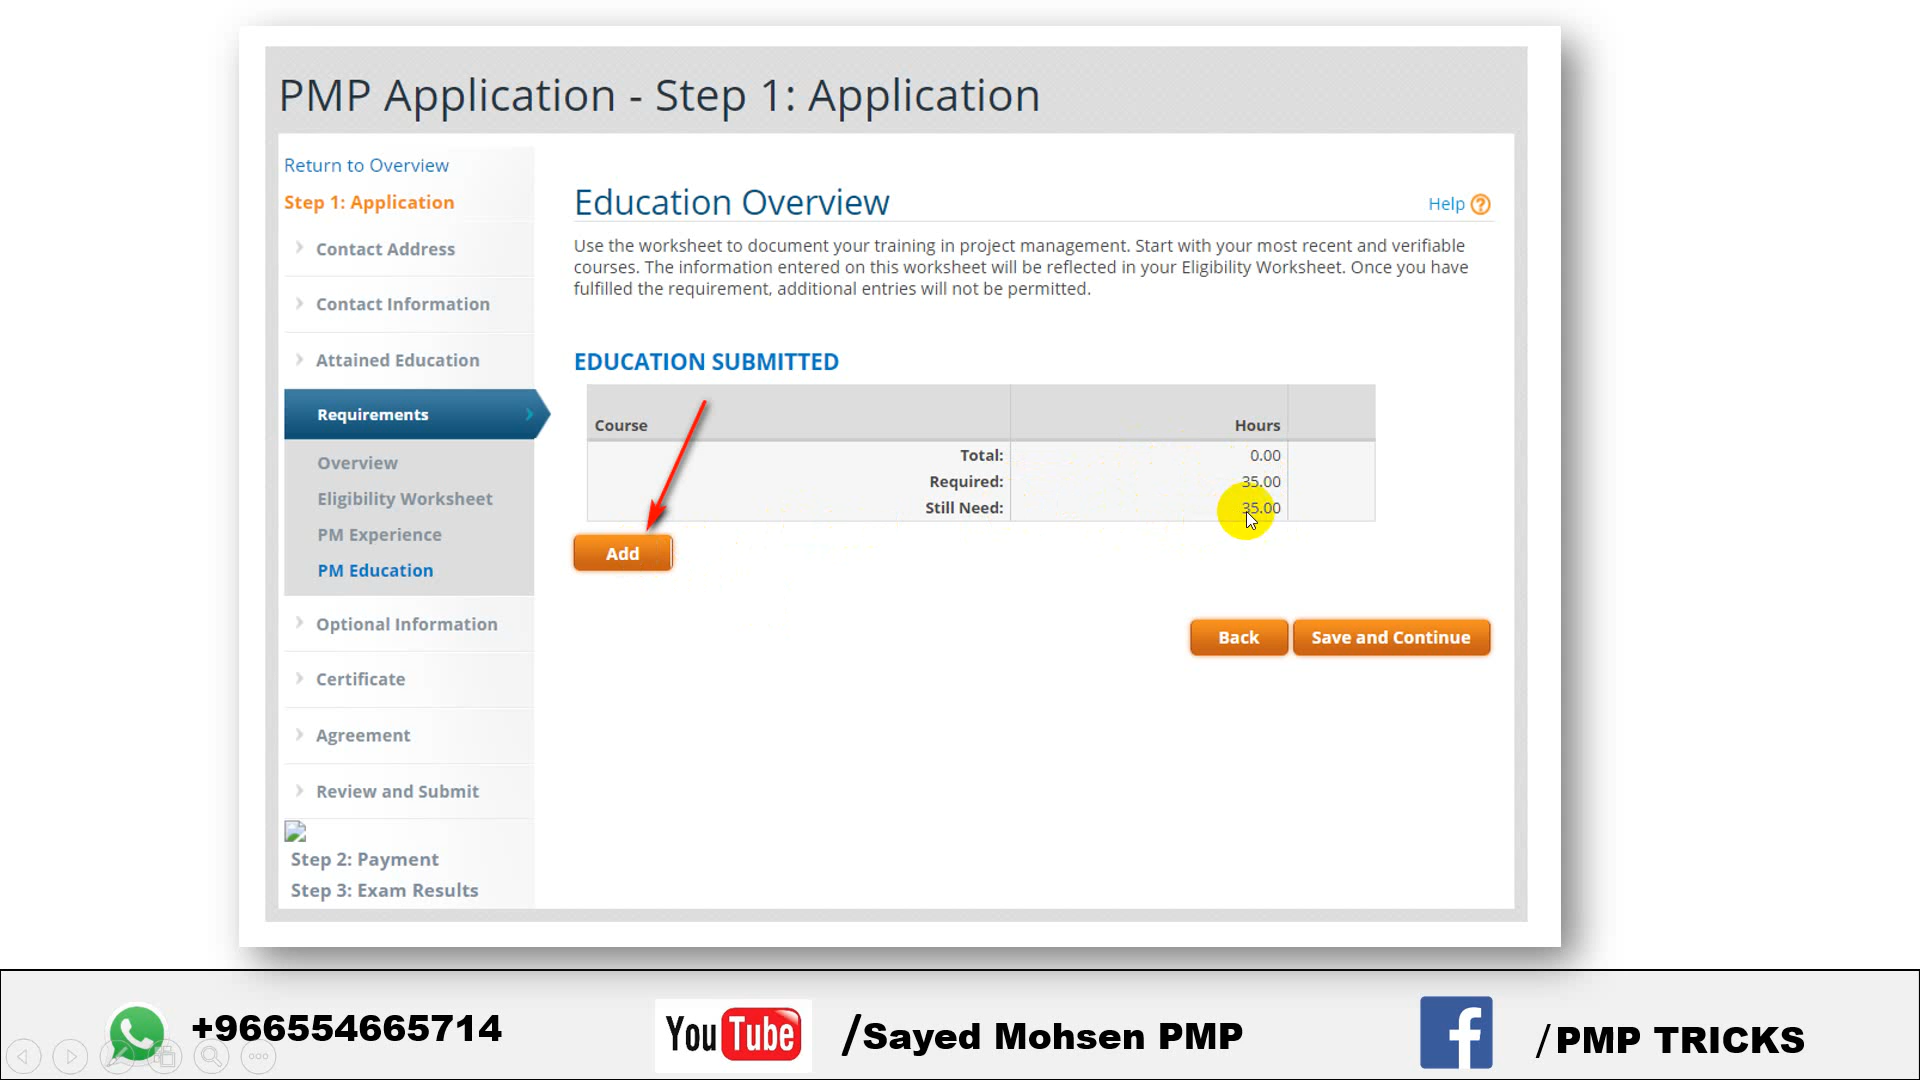 PMP Application - Step 1: Application
Return to Overview
Step 1: Application
Contact Address
Contact Information
Attained Education
Requirements
Overview
Eligibility Worksheet
PM Experience
PM Education
Optional Information
Certificate
Agreement
Review and Submit
Step 2: Payment
Step 3: Exam Results
Education Overview
Help ?
Use the worksheet to document your training in project management. Start with your most recent and verifiable
courses. The information entered on this worksheet will be reflected in your Eligibility Worksheet. Once you have
fulfilled the requirement, additional entries will not be permitted.
EDUCATION SUBMITTED
Course Hours
Total: 0.00
Required: 35.00
Still Need: 35.00
Add
Back Save and Continue
+966554665714
YouTube /Sayed Mohsen PMP
f /PMP TRICKS